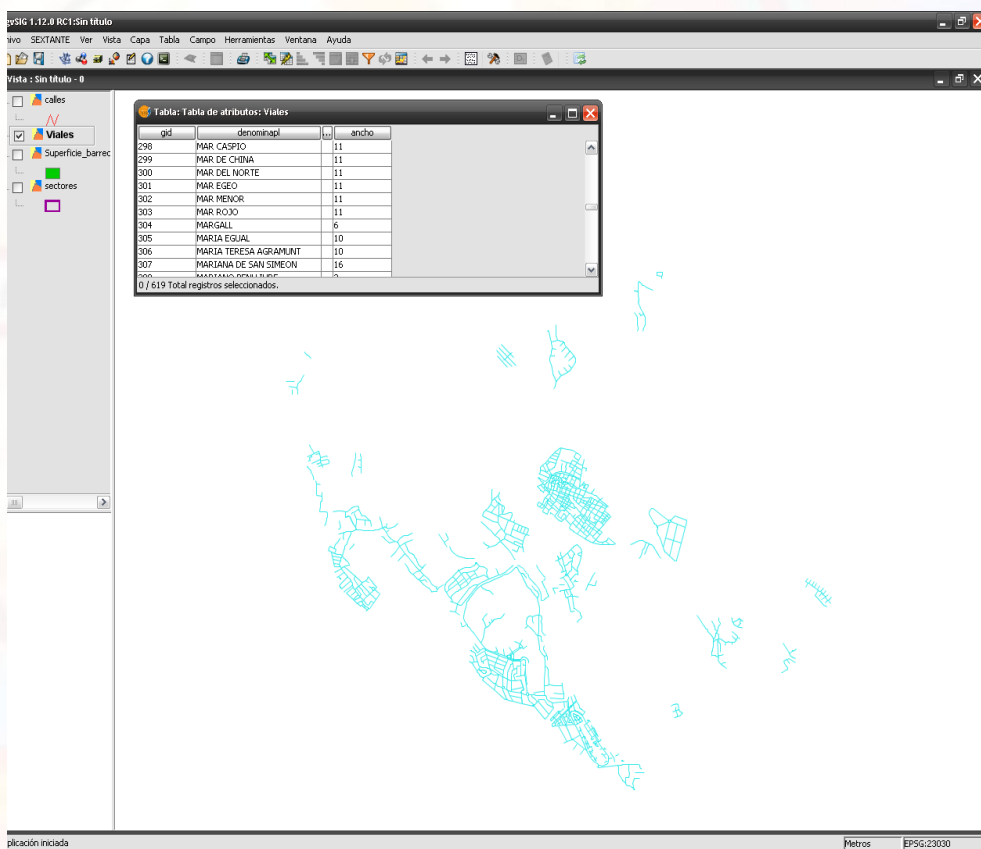 gvSIG 1.12.0 RC1:Sin título
nivo SEXTANTE Ver Vista Capa Tabla Campo Herramientas Ventana Ayuda
Vista : Sin título - 0
calles
Viales
Superficie_barrec
sectores
Tabla: Tabla de atributos: Viales
gid denominapl ... ancho
298 MAR CASPIO 11
299 MAR DE CHINA 11
300 MAR DEL NORTE 11
301 MAR EGEO 11
302 MAR MENOR 11
303 MAR ROJO 11
304 MARGALL 6
305 MARIA EGUAL 10
306 MARIA TERESA AGRAMUNT 10
307 MARIANA DE SAN SIMEON 16
0 / 619 Total registros seleccionados.
plicación iniciada
Metros EPSG:23030